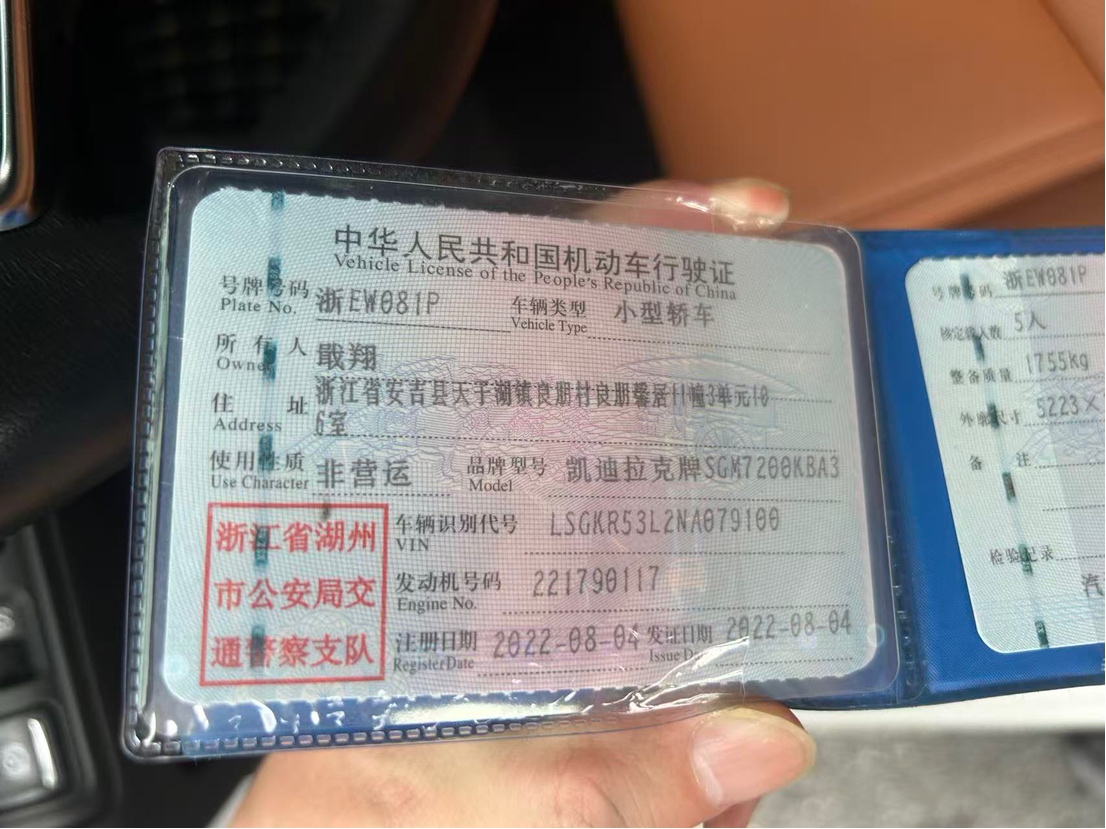 中华人民共和国机动车行驶证
Vehicle License of the People's Republic of China
号牌号码 浙EW081P 车辆类型 小型轿车
Plate No. Vehicle Type
所有人 戢翔
Owner
住址 浙江省安吉县天子湖镇良朋村良朋馨居11幢3单元10
Address 6室
使用性质 非营运 品牌型号 凯迪拉克牌SGM7200KBA3
Use Character Model
浙江省湖州
市公安局交
通警察支队
车辆识别代号 LSGKR53L2NA079100
VIN
发动机号码 221790117
Engine No.
注册日期 2022-08-04 发证日期 2022-08-04
Register Date Issue Da
号牌号码 浙EW081P
核定载人数 5人
整备质量 1755kg
外廓尺寸 5223×
备注
检验记录
汽